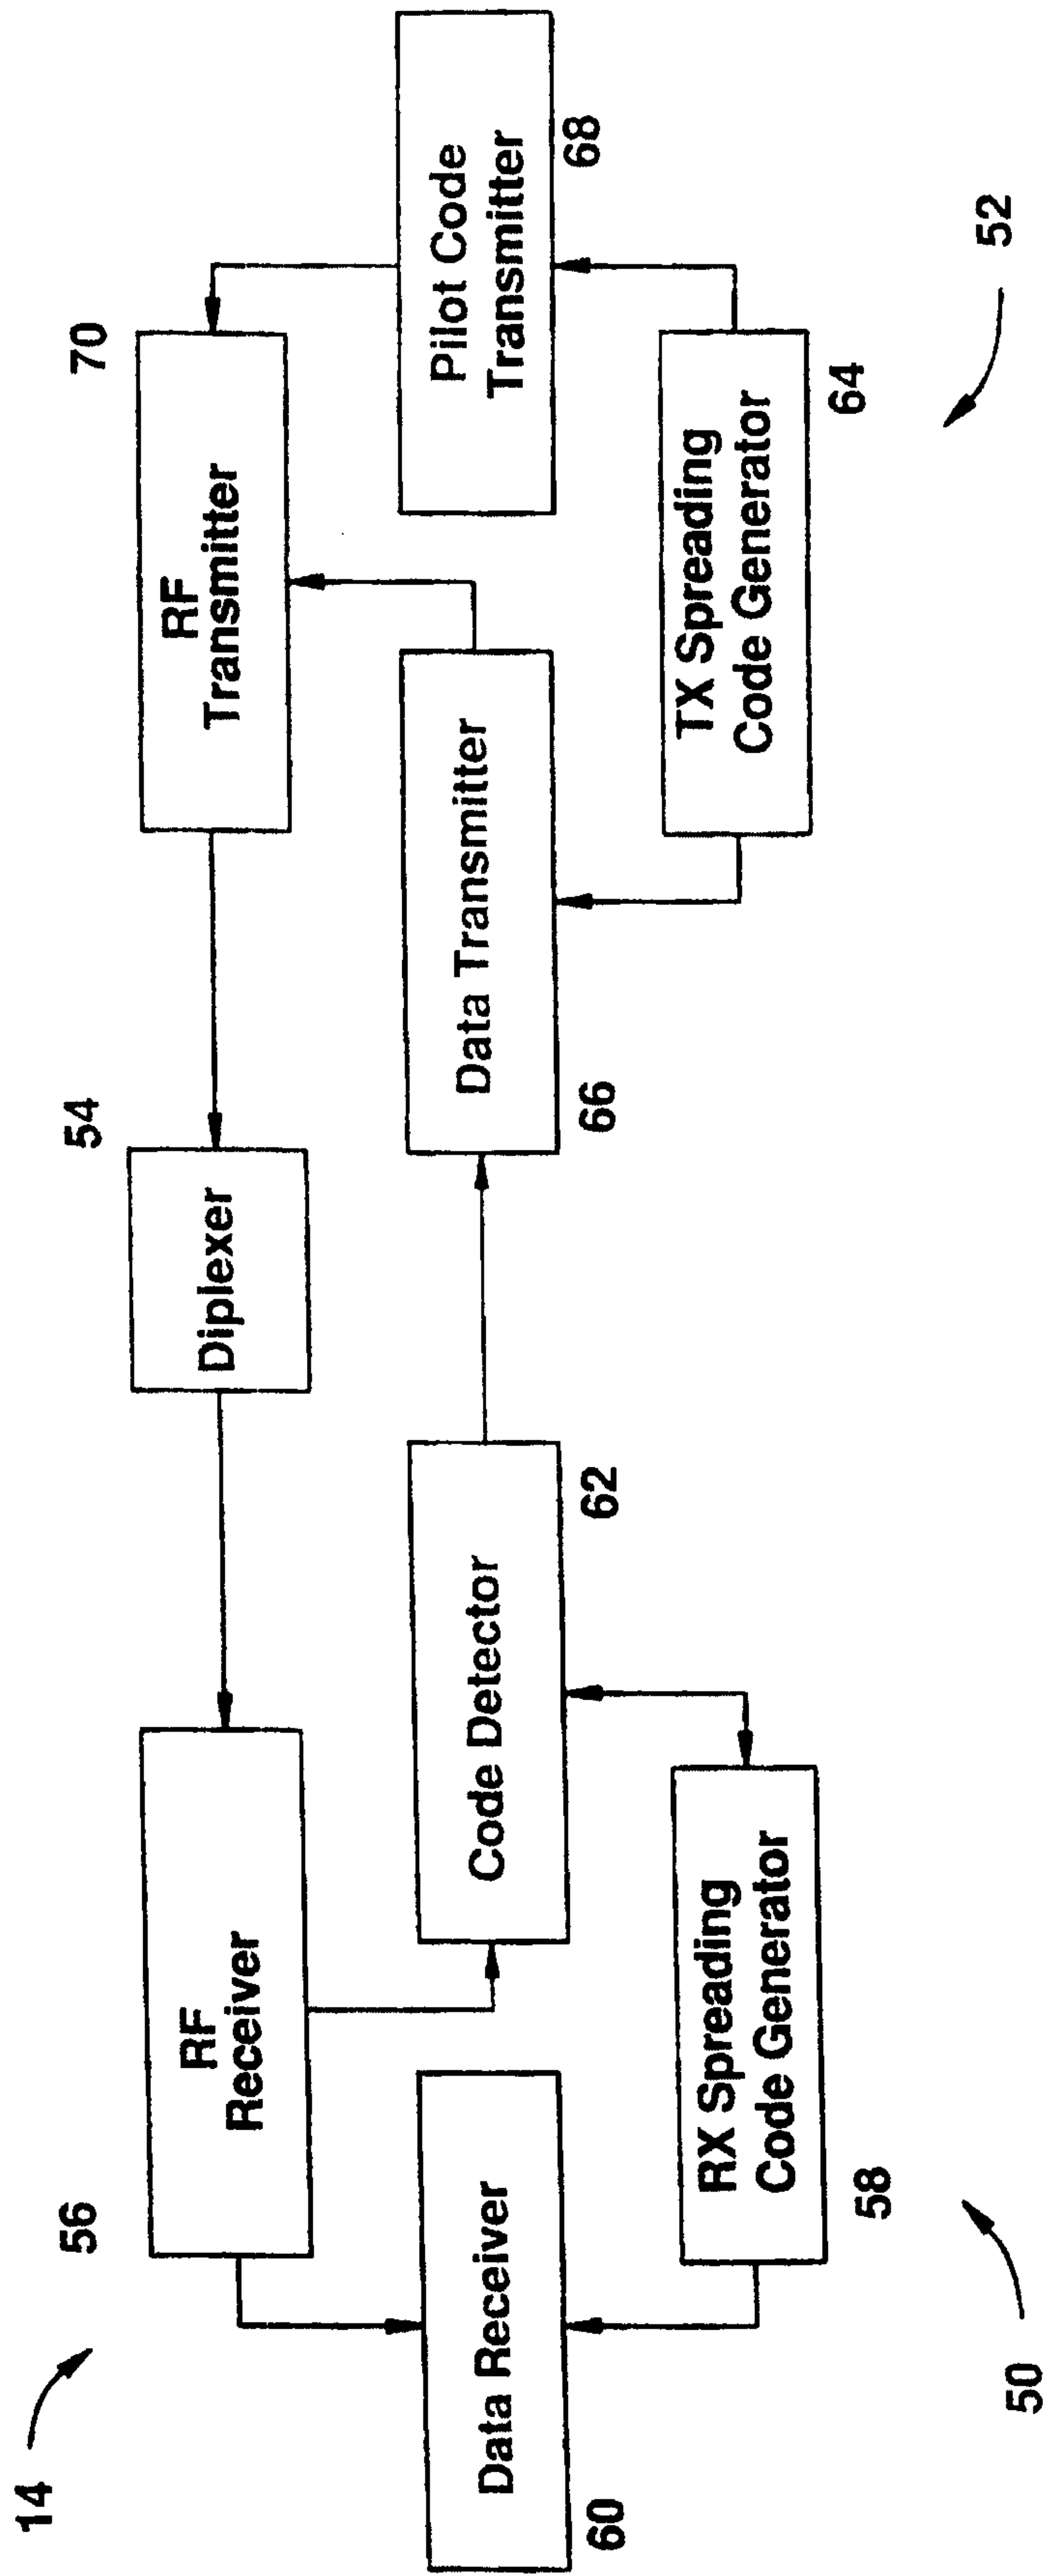 14
56
RF
Receiver
54
Diplexer
70
RF
Transmitter
60
Data Receiver
Code Detector
62
66
Data Transmitter
Pilot Code
Transmitter
68
RX Spreading
Code Generator
58
TX Spreading
Code Generator
64
50
52